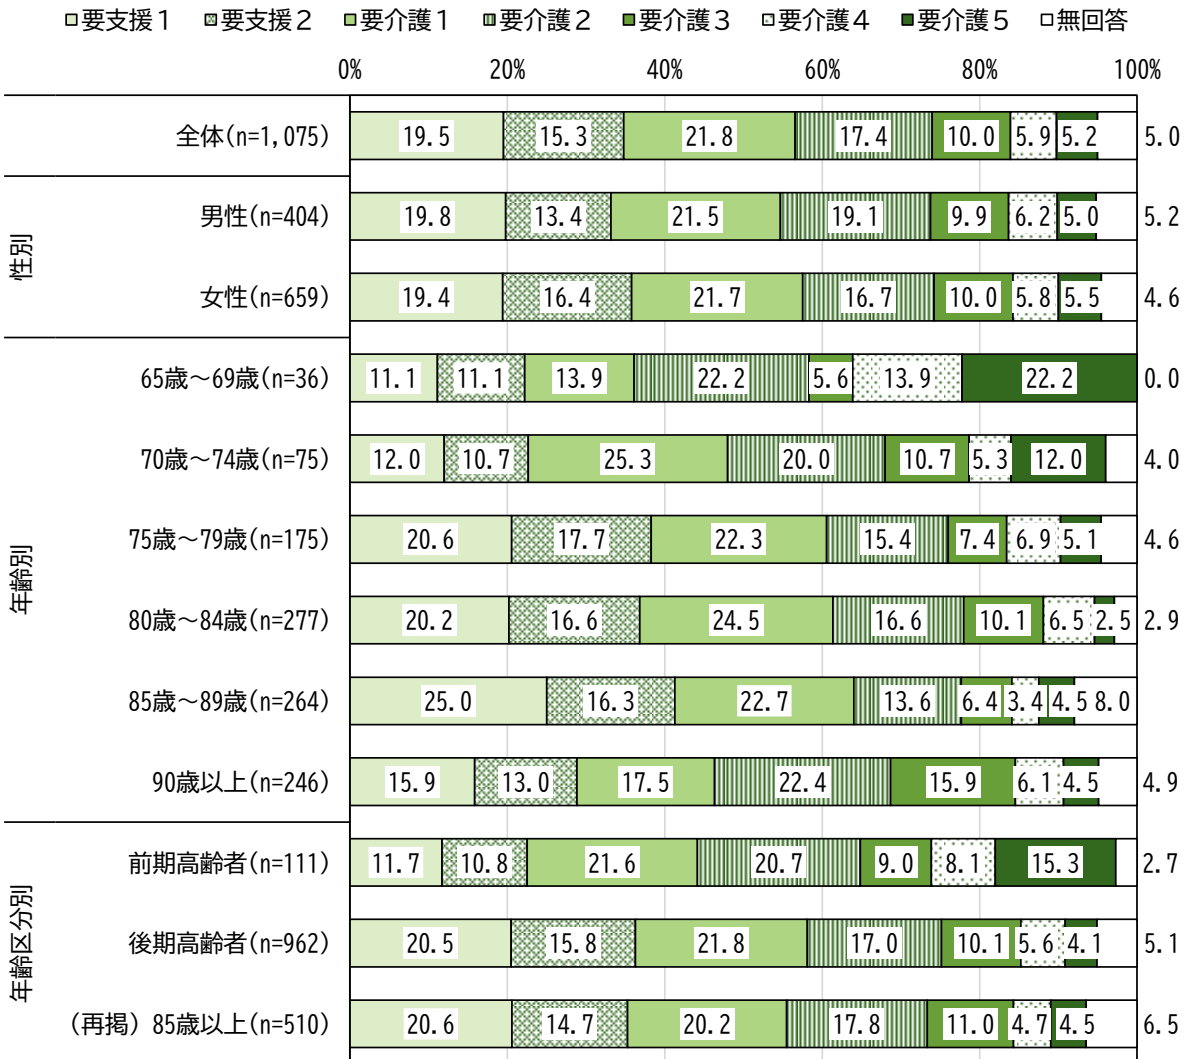 □要支援１ ▨要支援２ ■要介護１ ▥要介護２ ■要介護３ ▨要介護４ ■要介護５ □無回答
0% 20% 40% 60% 80% 100%
全体(n=1,075) 19.5 15.3 21.8 17.4 10.0 5.9 5.2 5.0
性別
男性(n=404) 19.8 13.4 21.5 19.1 9.9 6.2 5.0 5.2
女性(n=659) 19.4 16.4 21.7 16.7 10.0 5.8 5.5 4.6
年齢別
65歳～69歳(n=36) 11.1 11.1 13.9 22.2 5.6 13.9 22.2 0.0
70歳～74歳(n=75) 12.0 10.7 25.3 20.0 10.7 5.3 12.0 4.0
75歳～79歳(n=175) 20.6 17.7 22.3 15.4 7.4 6.9 5.1 4.6
80歳～84歳(n=277) 20.2 16.6 24.5 16.6 10.1 6.5 2.5 2.9
85歳～89歳(n=264) 25.0 16.3 22.7 13.6 6.4 3.4 4.5 8.0
90歳以上(n=246) 15.9 13.0 17.5 22.4 15.9 6.1 4.5 4.9
年齢区分別
前期高齢者(n=111) 11.7 10.8 21.6 20.7 9.0 8.1 15.3 2.7
後期高齢者(n=962) 20.5 15.8 21.8 17.0 10.1 5.6 4.1 5.1
(再掲) 85歳以上(n=510) 20.6 14.7 20.2 17.8 11.0 4.7 4.5 6.5